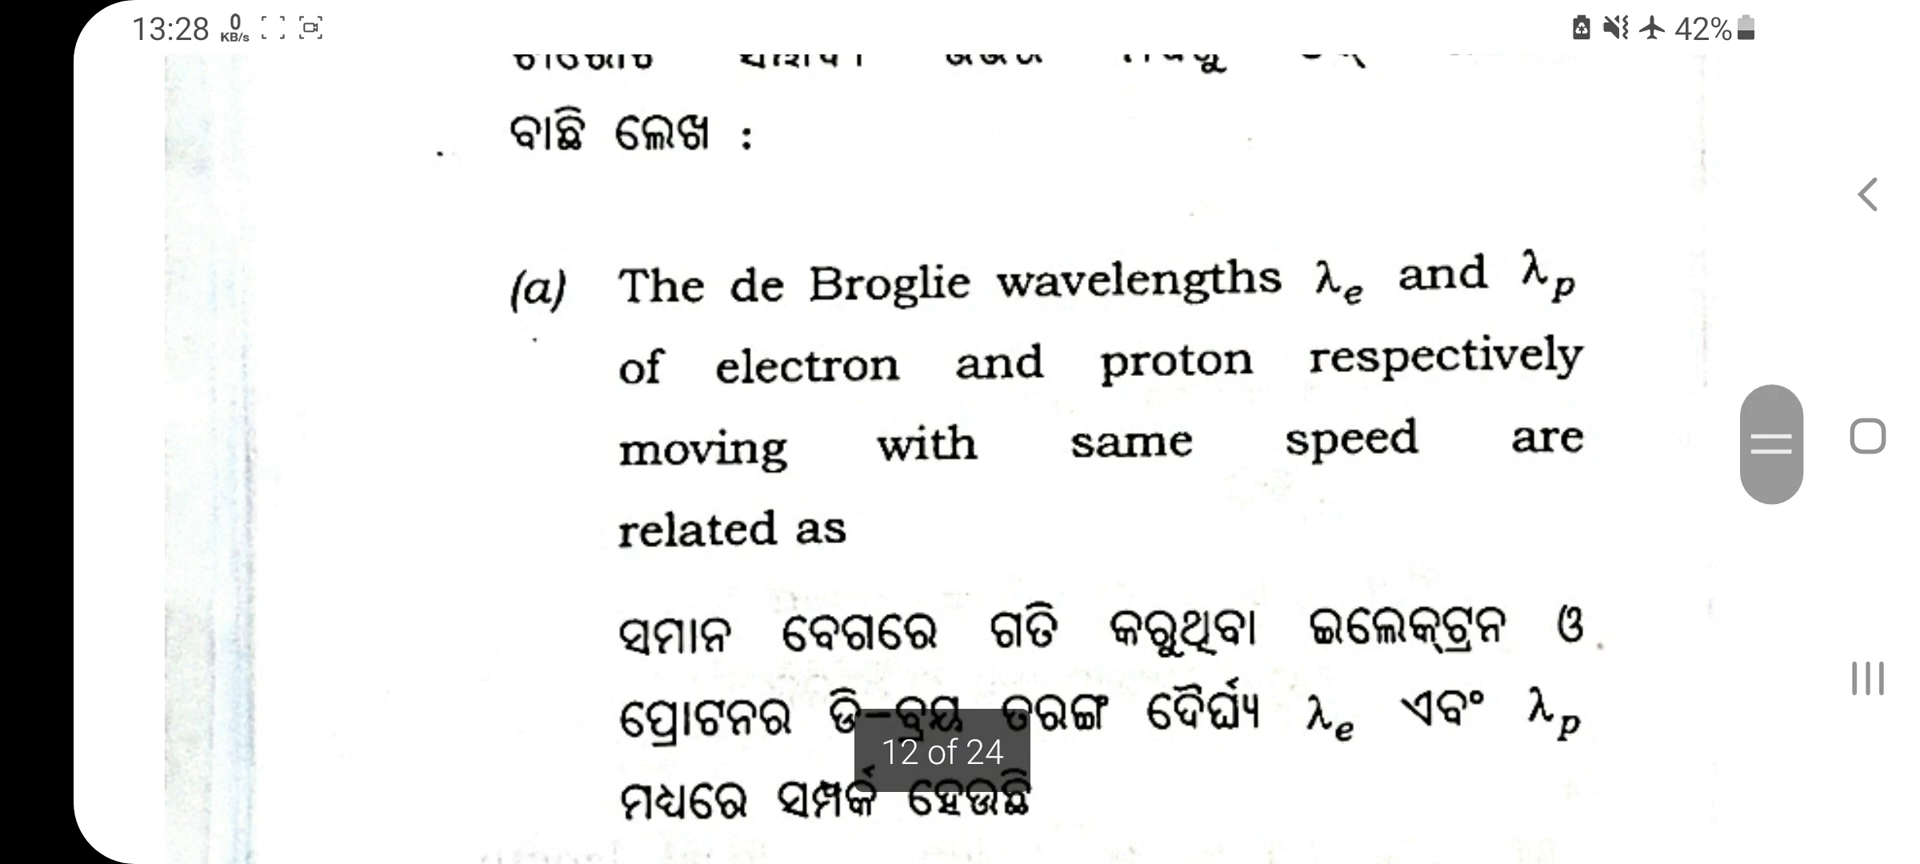 13:28 0 KB/s 42%
ବାଛି ଲେଖ :
(a) The de Broglie wavelengths λe and λp
of electron and proton respectively
moving with same speed are
related as
ସମାନ ବେଗରେ ଗତି କରୁଥିବା ଇଲେକ୍ଟ୍ରନ ଓ
ପ୍ରୋଟନର ଡି-ବ୍ରୟ ତରଙ୍ଗ ଦୈର୍ଘ୍ୟ λe ଏବଂ λp
12 of 24
ମଧ୍ୟରେ ସମ୍ପର୍କ ହେଉଛି